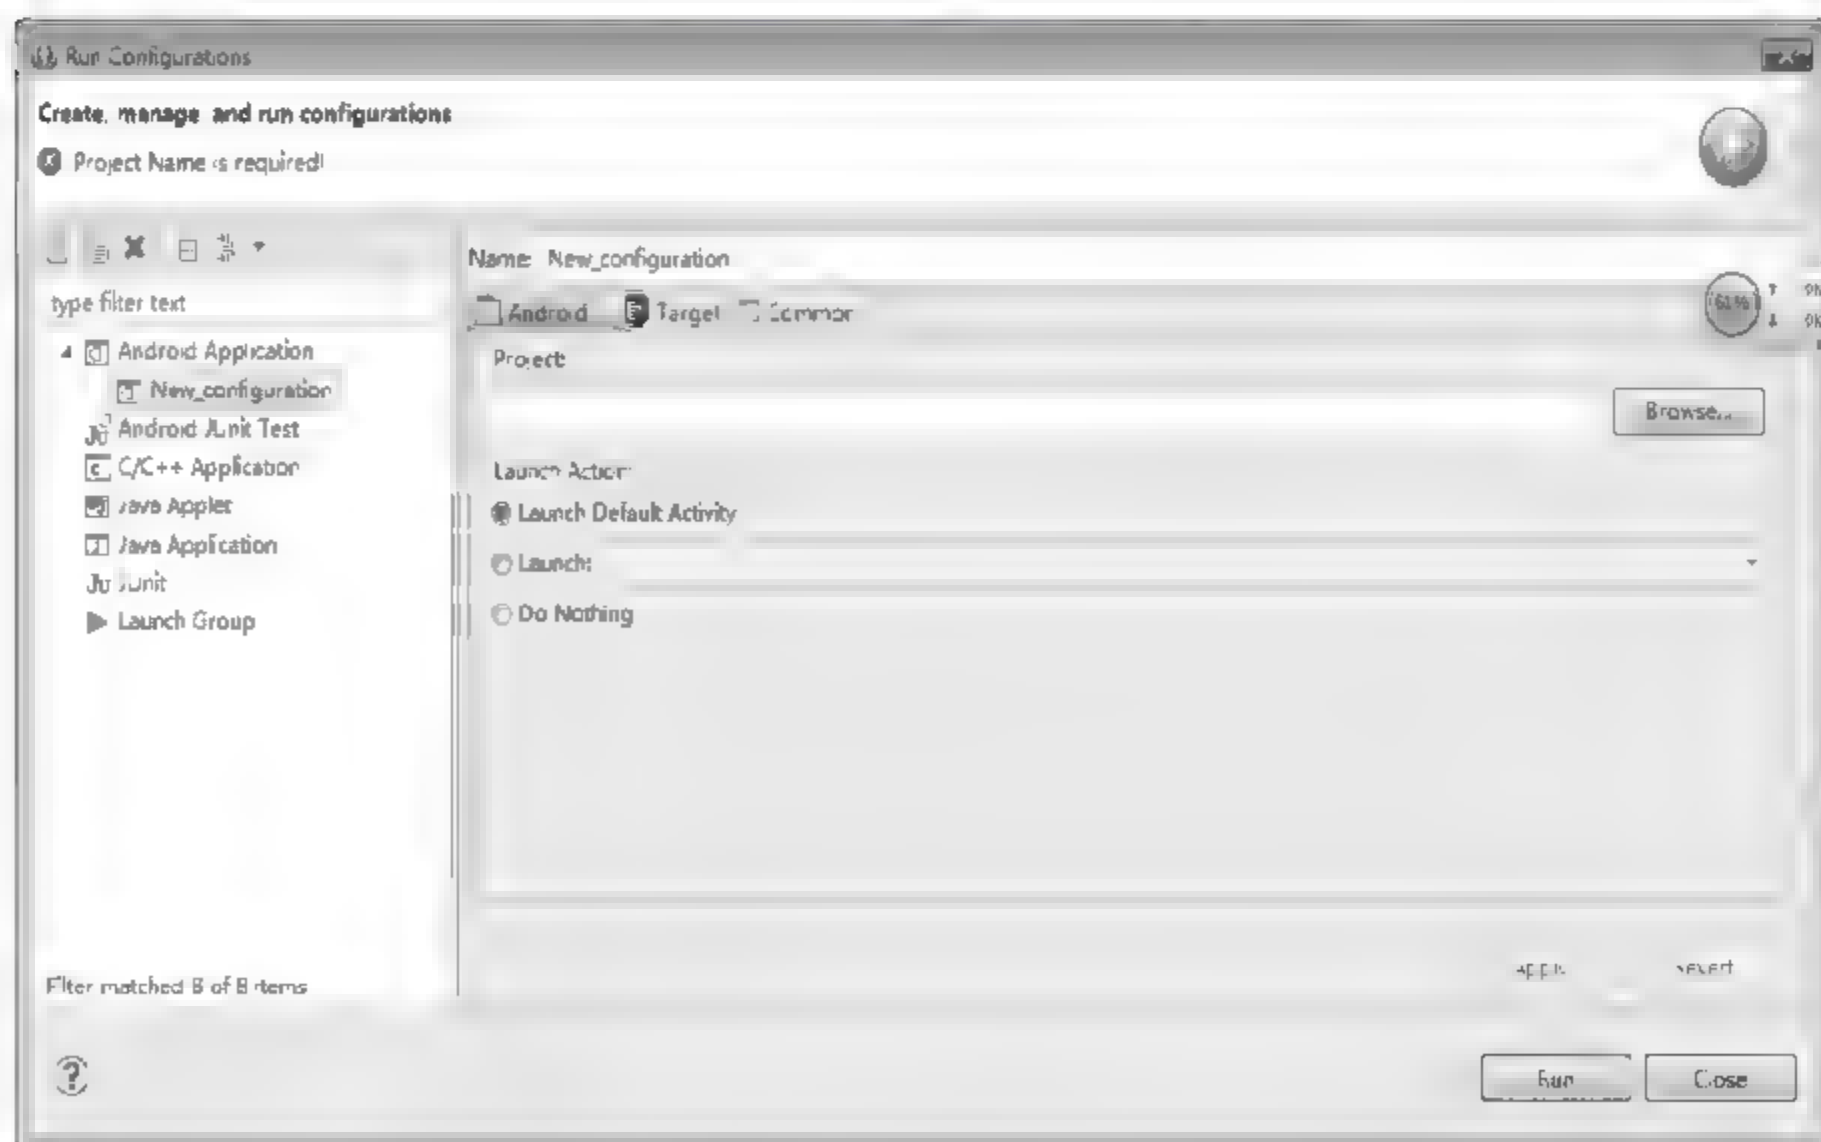 Run Configurations
Create, manage, and run configurations
Project Name is required!
type filter text
Android Application
New_configuration
Android JUnit Test
C/C++ Application
Java Applet
Java Application
Ju JUnit
Launch Group
Filter matched 8 of 8 items
Name: New_configuration
Android Target Common
61%
Project:
Browse...
Launch Action:
Launch Default Activity
Launch:
Do Nothing
Apply Revert
Run Close